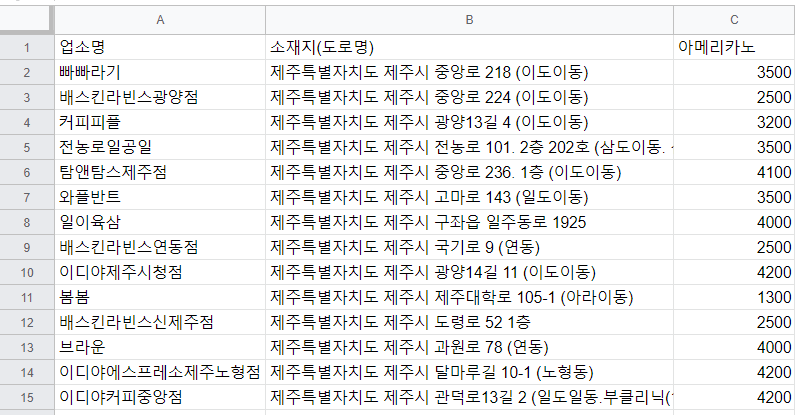 A B C
1 업소명 소재지(도로명) 아메리카노
2 빠빠라기 제주특별자치도 제주시 중앙로 218 (이도이동) 3500
3 배스킨라빈스광양점 제주특별자치도 제주시 중앙로 224 (이도이동) 2500
4 커피피플 제주특별자치도 제주시 광양13길 4 (이도이동) 3200
5 전농로일공일 제주특별자치도 제주시 전농로 101. 2층 202호 (삼도이동. 3500
6 탐앤탐스제주점 제주특별자치도 제주시 중앙로 236. 1층 (이도이동) 4100
7 와플반트 제주특별자치도 제주시 고마로 143 (일도이동) 3500
8 일이육삼 제주특별자치도 제주시 구좌읍 일주동로 1925 4000
9 배스킨라빈스연동점 제주특별자치도 제주시 국기로 9 (연동) 2500
10 이디야제주시청점 제주특별자치도 제주시 광양14길 11 (이도이동) 4200
11 봄봄 제주특별자치도 제주시 제주대학로 105-1 (아라이동) 1300
12 배스킨라빈스신제주점 제주특별자치도 제주시 도령로 52 1층 2500
13 브라운 제주특별자치도 제주시 과원로 78 (연동) 4000
14 이디야에스프레소제주노형점 제주특별자치도 제주시 달마루길 10-1 (노형동) 4200
15 이디야커피중앙점 제주특별자치도 제주시 관덕로13길 2 (일도일동.부클리닉( 4200